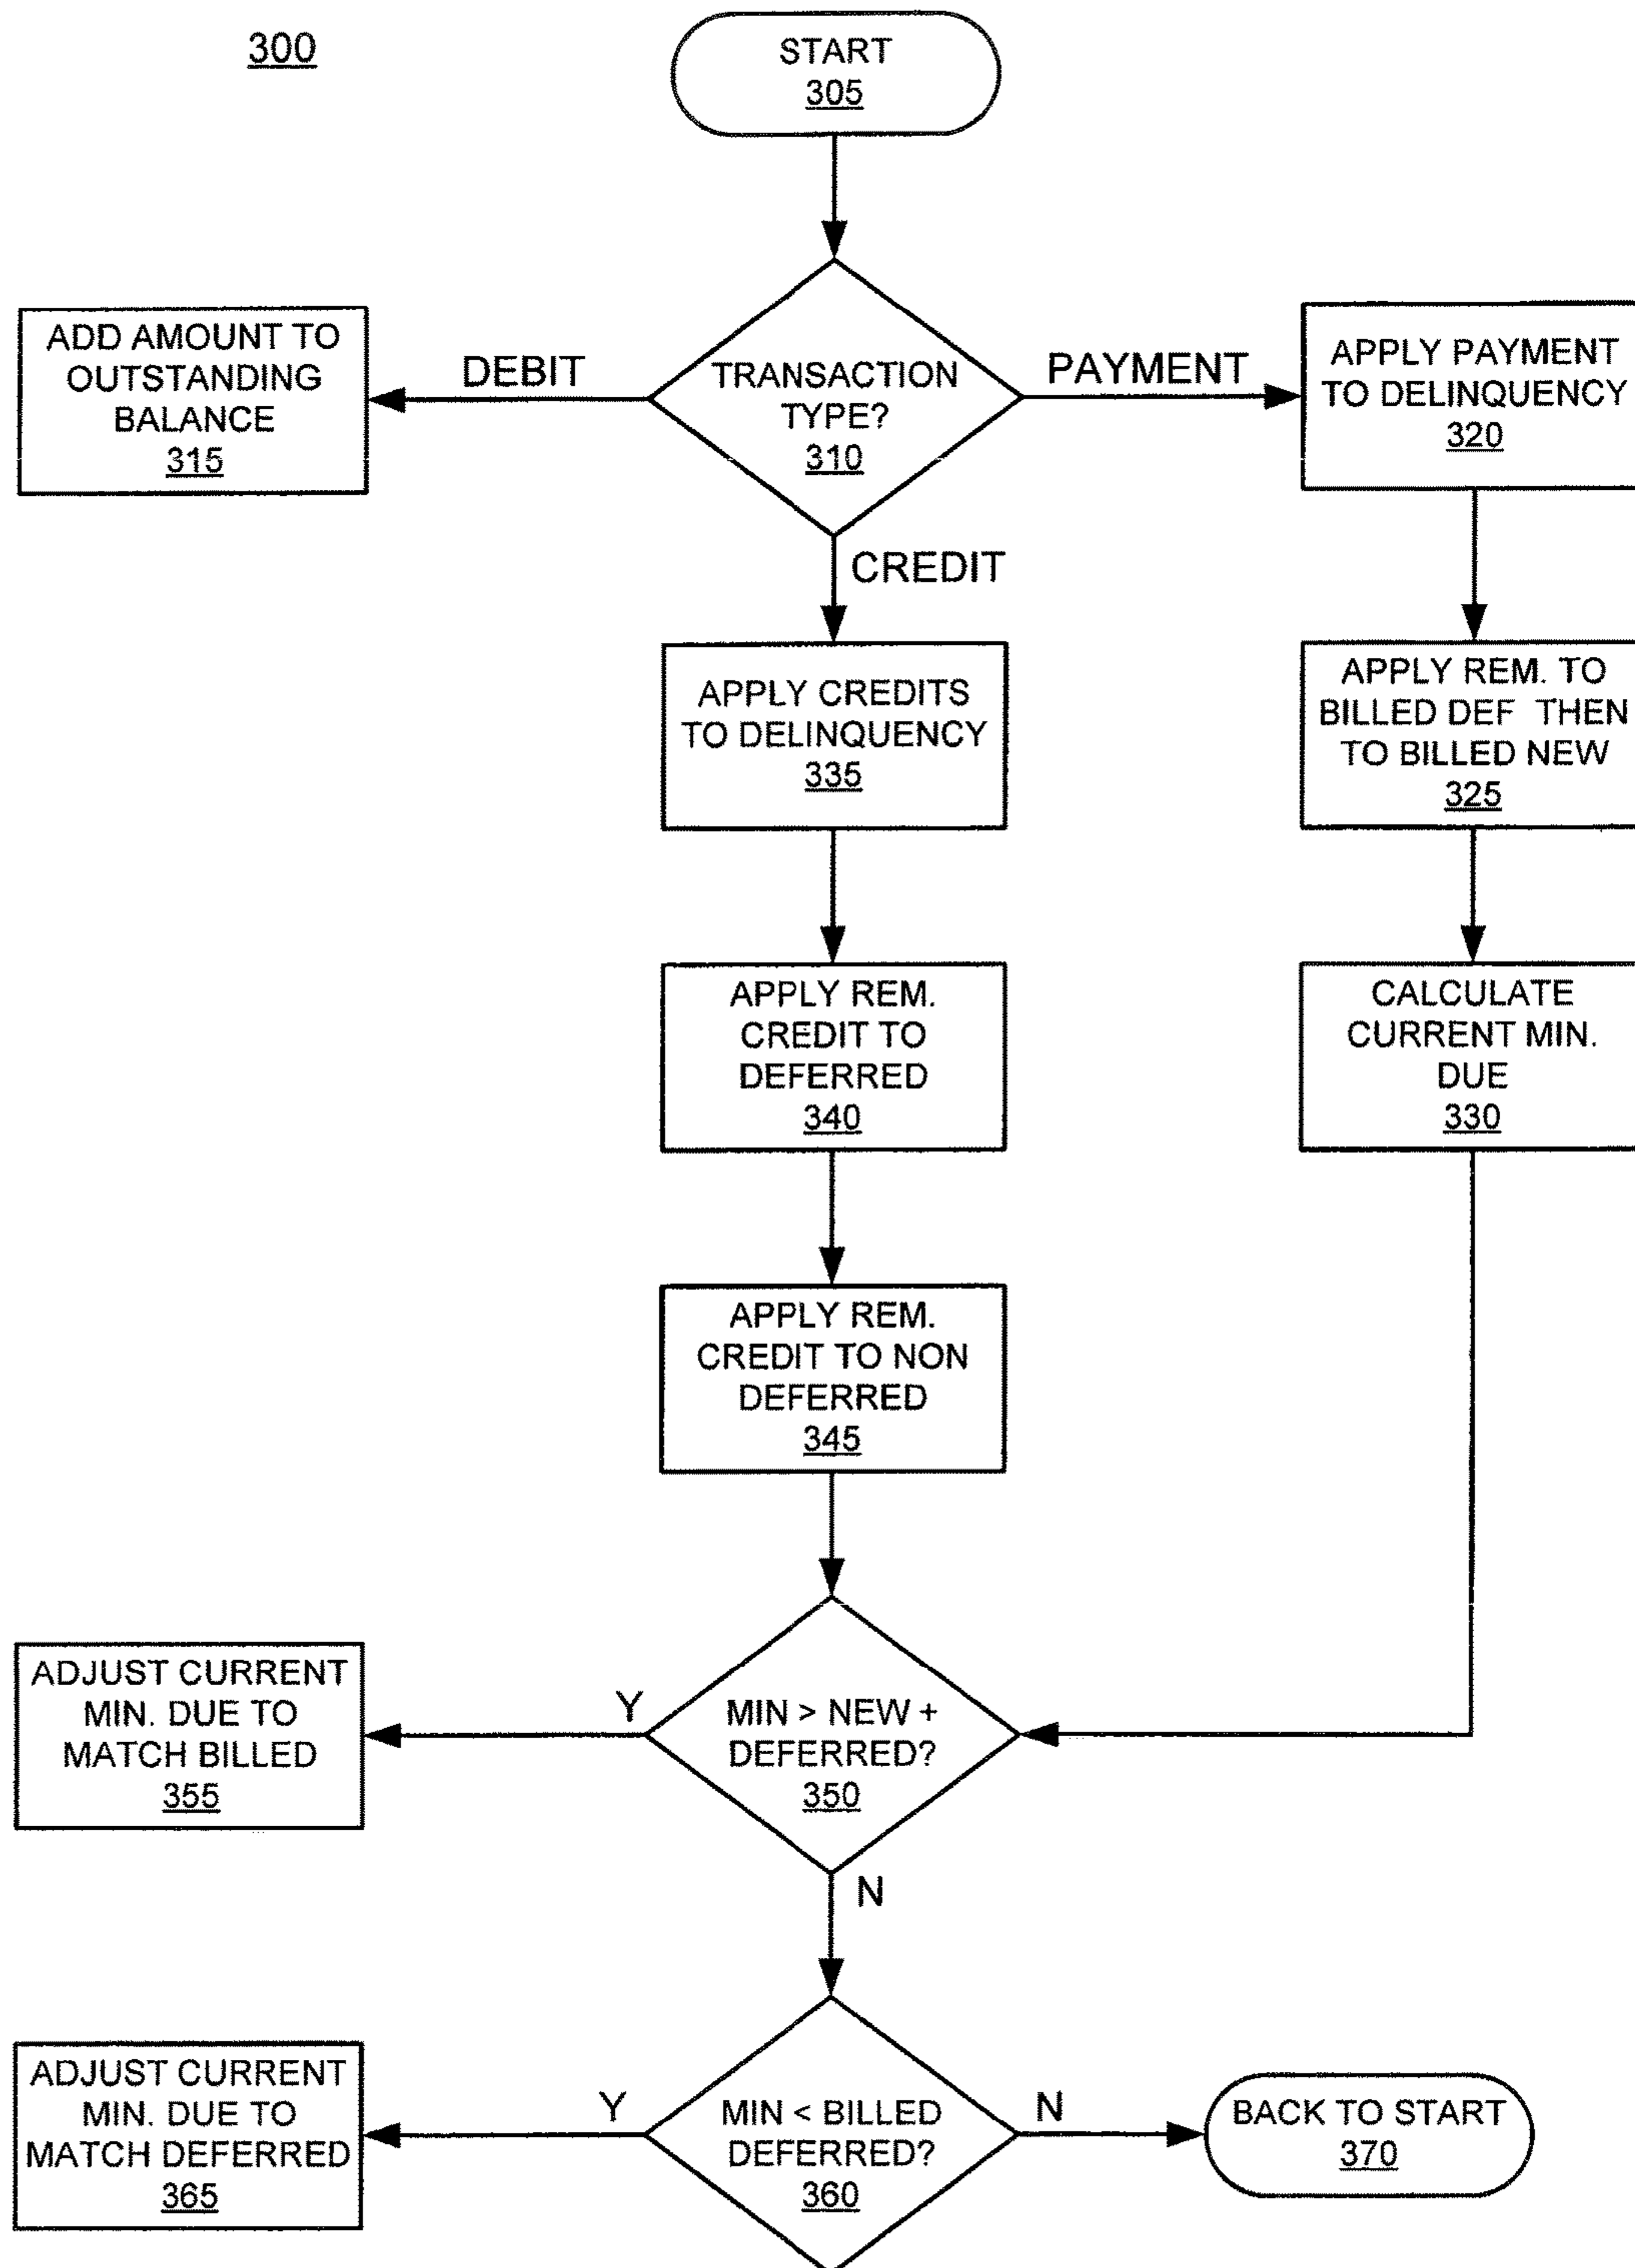 300
START
305
ADD AMOUNT TO
OUTSTANDING
BALANCE
315
DEBIT
TRANSACTION
TYPE?
310
PAYMENT
APPLY PAYMENT
TO DELINQUENCY
320
CREDIT
APPLY CREDITS
TO DELINQUENCY
335
APPLY REM. TO
BILLED DEF THEN
TO BILLED NEW
325
APPLY REM.
CREDIT TO
DEFERRED
340
CALCULATE
CURRENT MIN.
DUE
330
APPLY REM.
CREDIT TO NON
DEFERRED
345
ADJUST CURRENT
MIN. DUE TO
MATCH BILLED
355
Y
MIN > NEW +
DEFERRED?
350
N
ADJUST CURRENT
MIN. DUE TO
MATCH DEFERRED
365
Y
MIN < BILLED
DEFERRED?
360
N
BACK TO START
370